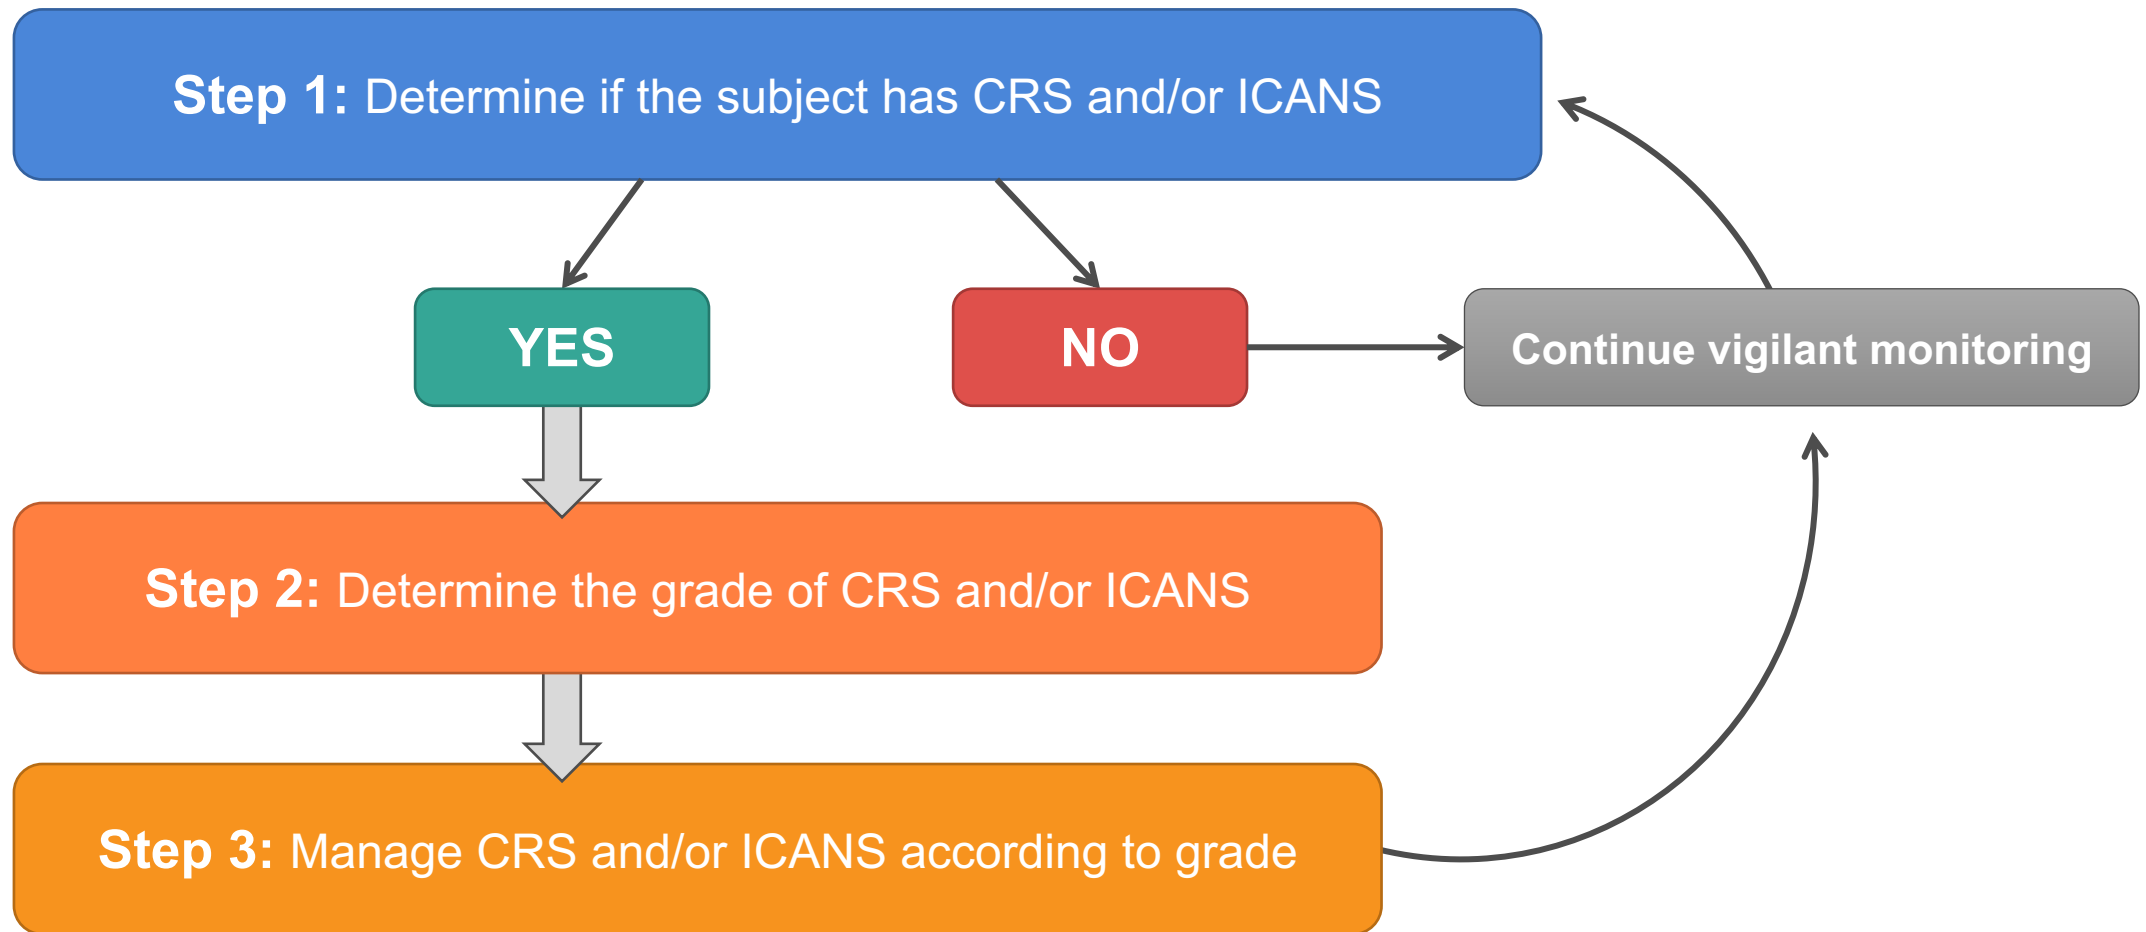 Step 1: Determine if the subject has CRS and/or ICANS
YES
NO
Continue vigilant monitoring
Step 2: Determine the grade of CRS and/or ICANS
Step 3: Manage CRS and/or ICANS according to grade